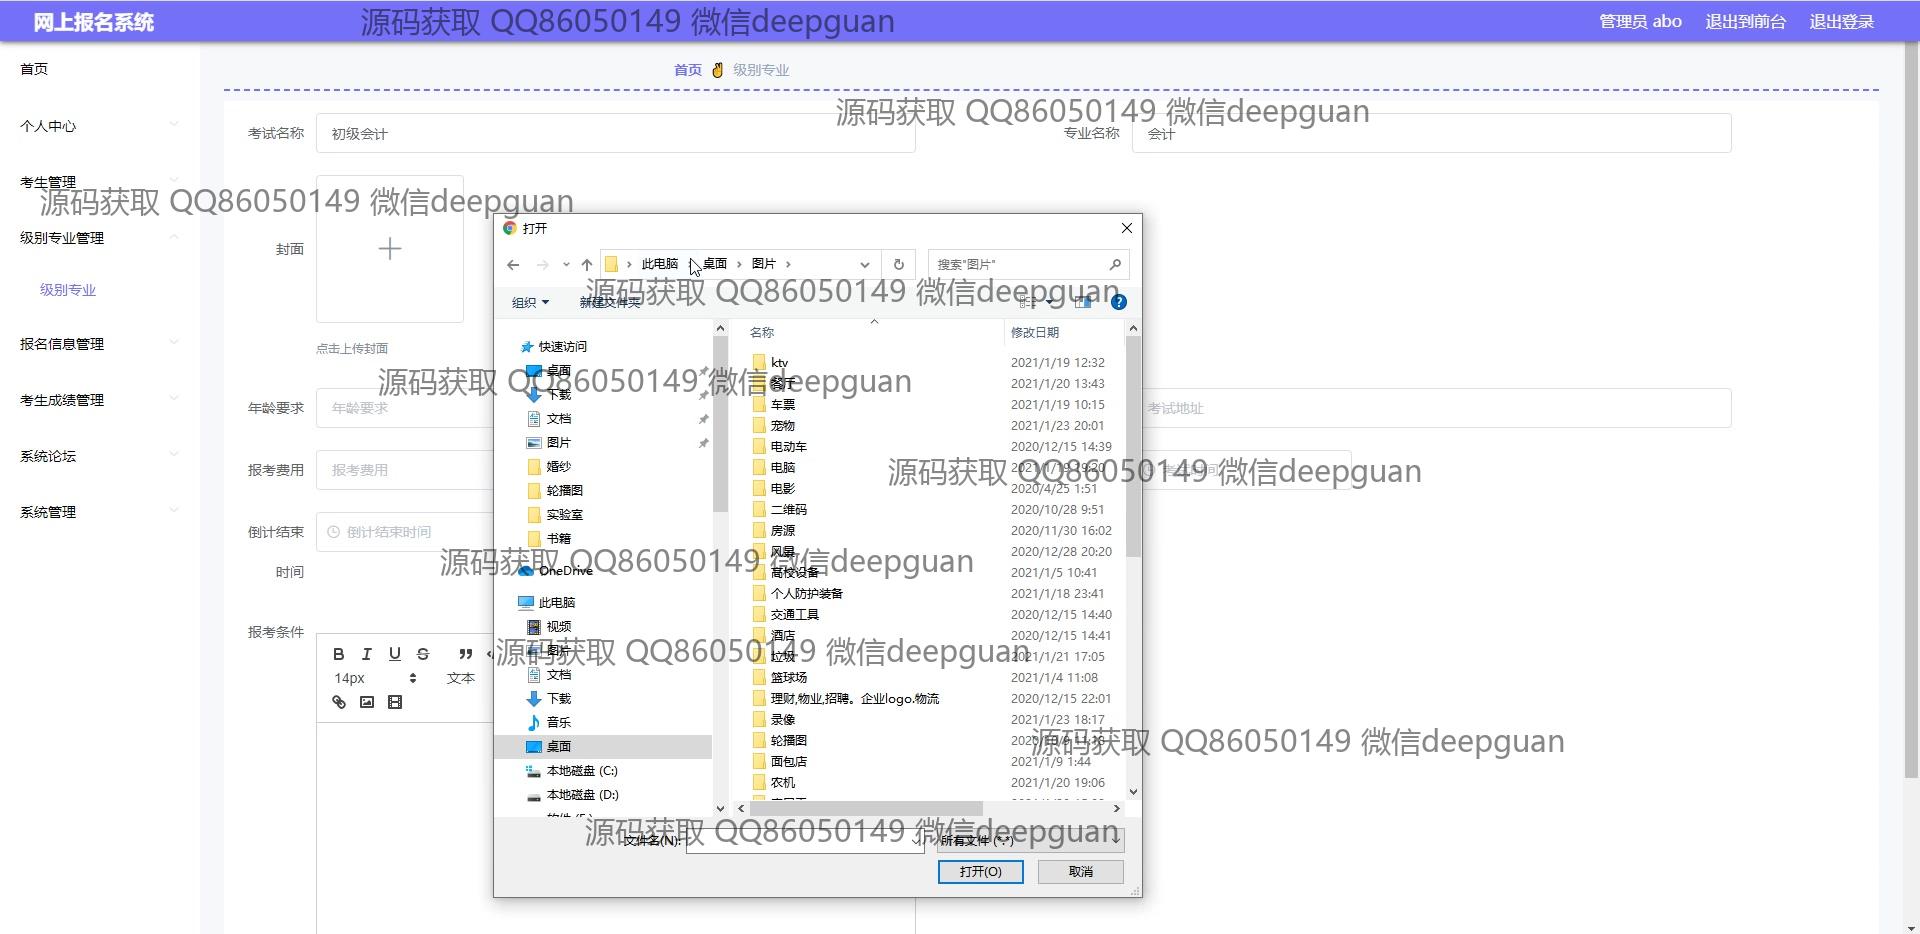 网上报名系统
源码获取 QQ86050149 微信deepguan
管理员 abo
退出到前台
退出登录
首页
个人中心
考生管理
级别专业管理
级别专业
报名信息管理
考生成绩管理
系统论坛
系统管理
首页 级别专业
源码获取 QQ86050149 微信deepguan
考试名称 初级会计
专业名称 会计
源码获取 QQ86050149 微信deepguan
封面
点击上传封面
年龄要求 年龄要求
考试地址
报考费用 报考费用
倒计结束时间 倒计结束时间
报考条件
14px
文本
打开
此电脑 桌面 图片
搜索"图片"
源码获取 QQ86050149 微信deepguan
组织 新建文件夹
快速访问
桌面
下载
文档
图片
婚纱
轮播图
实验室
书籍
OneDrive
此电脑
视频
图片
文档
下载
音乐
桌面
本地磁盘 (C:)
本地磁盘 (D:)
名称 修改日期
ktv 2021/1/19 12:32
餐厅 2021/1/20 13:43
车票 2021/1/19 10:15
宠物 2021/1/23 20:01
电动车 2020/12/15 14:39
电脑 2021/1/19 19:20
电影 2020/4/25 1:51
二维码 2020/10/28 9:51
房源 2020/11/30 16:02
风景 2020/12/28 20:20
高校设备 2021/1/5 10:41
个人防护装备 2021/1/18 23:41
交通工具 2020/12/15 14:40
酒店 2020/12/15 14:41
垃圾 2021/1/21 17:05
篮球场 2021/1/4 11:08
理财,物业,招聘。企业logo.物流 2020/12/15 22:01
录像 2021/1/23 18:17
轮播图
面包店 2021/1/9 1:44
农机 2021/1/20 19:06
源码获取 QQ86050149 微信deepguan
源码获取 QQ86050149 微信deepguan
源码获取 QQ86050149 微信deepguan
源码获取 QQ86050149 微信deepguan
源码获取 QQ86050149 微信deepguan
源码获取 QQ86050149 微信deepguan
文件名(N):
所有文件 (*.*)
打开(O)
取消